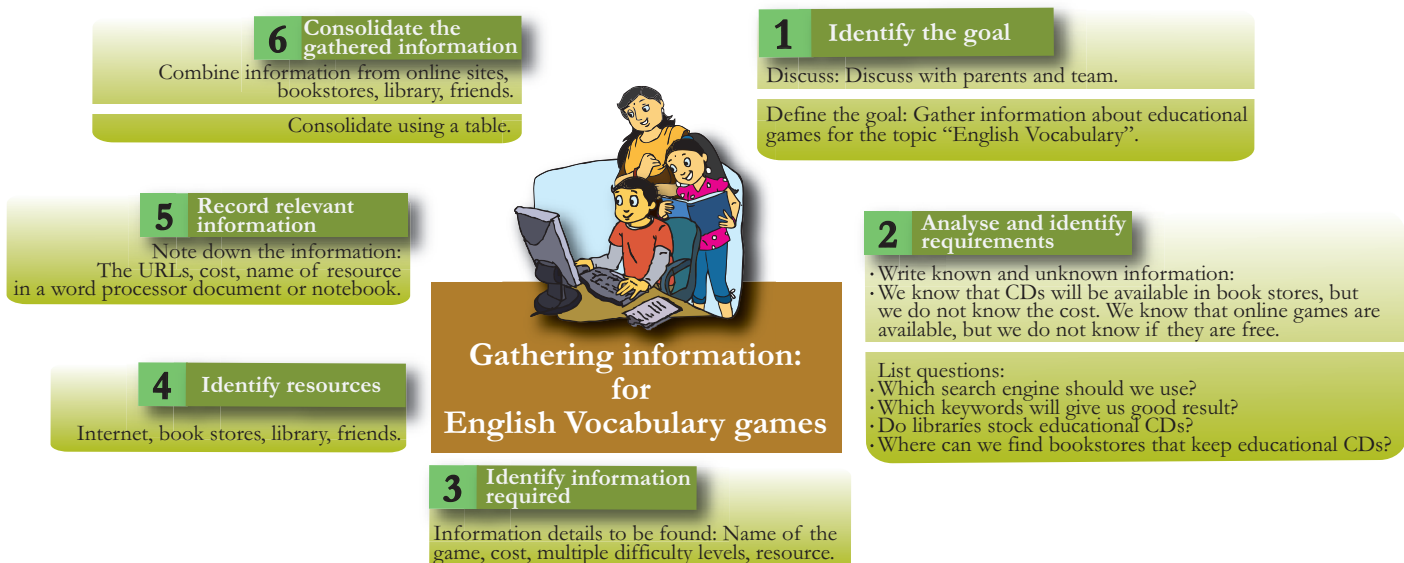 Gathering information:
for
English Vocabulary games
1 Identify the goal
Discuss: Discuss with parents and team.
Define the goal: Gather information about educational
games for the topic “English Vocabulary”.
2 Analyse and identify
requirements
· Write known and unknown information:
· We know that CDs will be available in book stores, but
we do not know the cost. We know that online games are
available, but we do not know if they are free.
List questions:
· Which search engine should we use?
· Which keywords will give us good result?
· Do libraries stock educational CDs?
· Where can we find bookstores that keep educational CDs?
3 Identify information
required
Information details to be found: Name of the
game, cost, multiple difficulty levels, resource.
4 Identify resources
Internet, book stores, library, friends.
5 Record relevant
information
Note down the information:
The URLs, cost, name of resource
in a word processor document or notebook.
6 Consolidate the
gathered information
Combine information from online sites,
bookstores, library, friends.
Consolidate using a table.